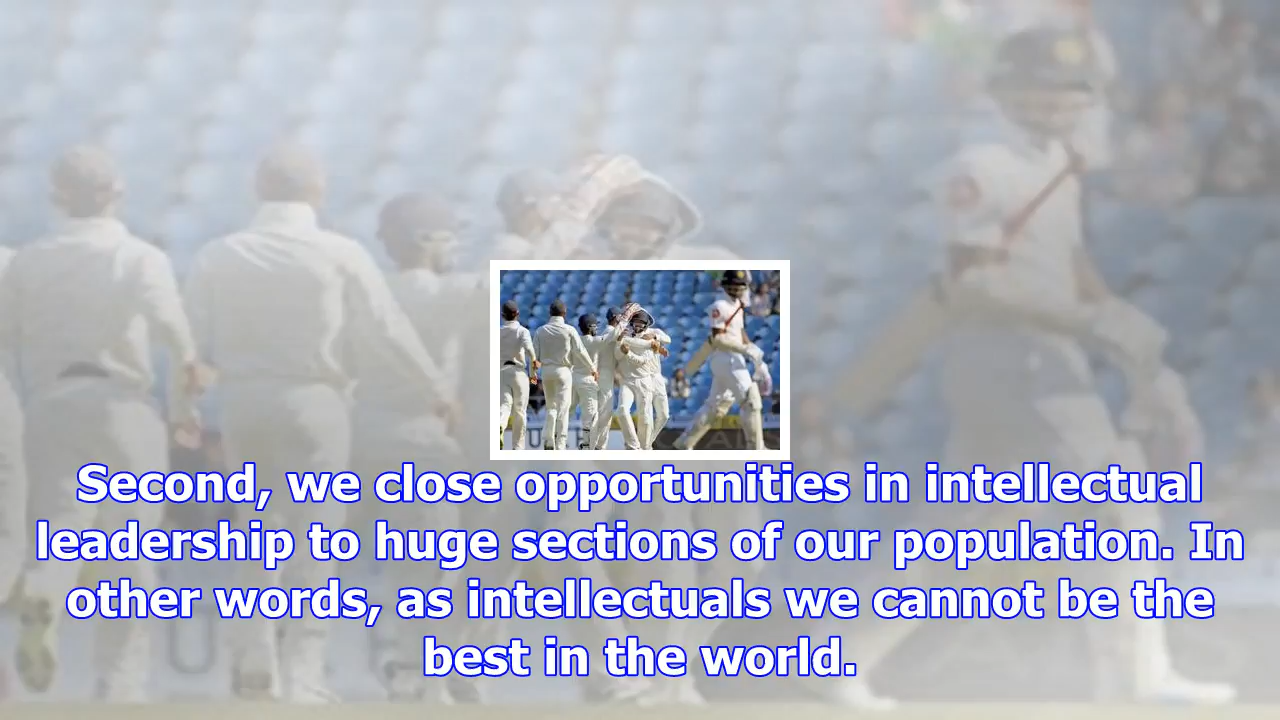 Second, we close opportunities in intellectual
leadership to huge sections of our population. In
other words, as intellectuals we cannot be the
best in the world.